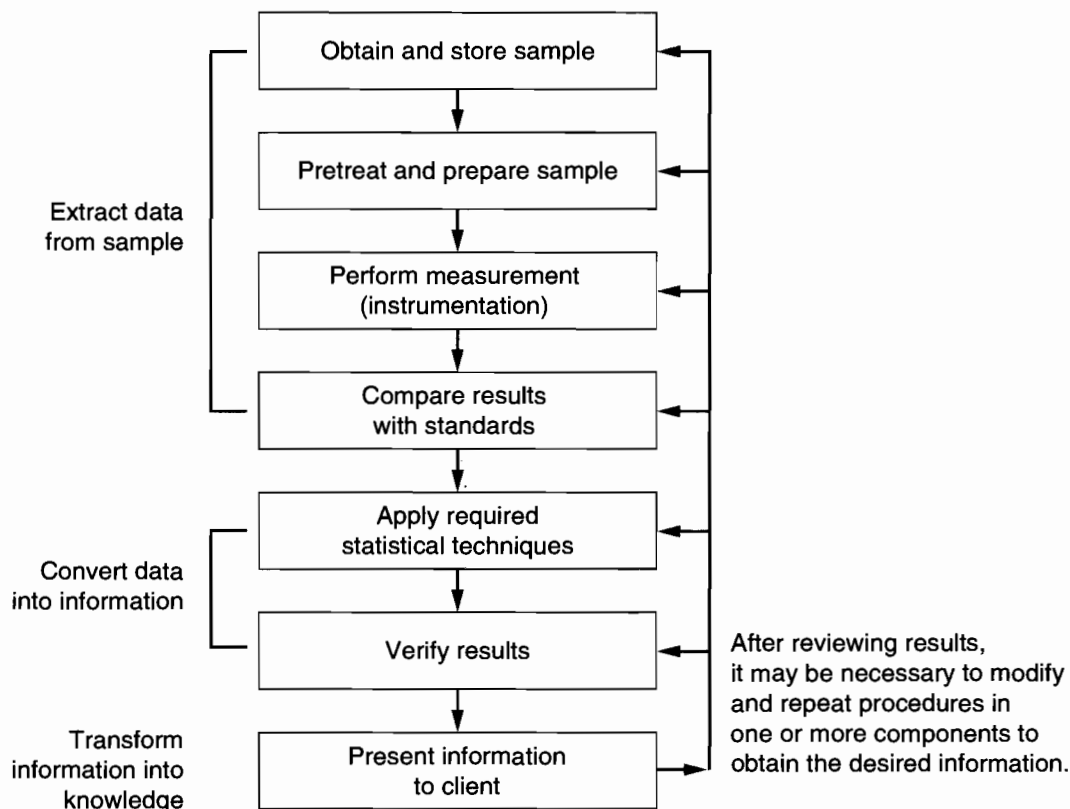 Obtain and store sample
Pretreat and prepare sample
Extract data
from sample
Perform measurement
(instrumentation)
Compare results
with standards
Apply required
statistical techniques
Convert data
into information
Verify results
After reviewing results,
it may be necessary to modify
and repeat procedures in
one or more components to
obtain the desired information.
Transform
information into
knowledge
Present information
to client